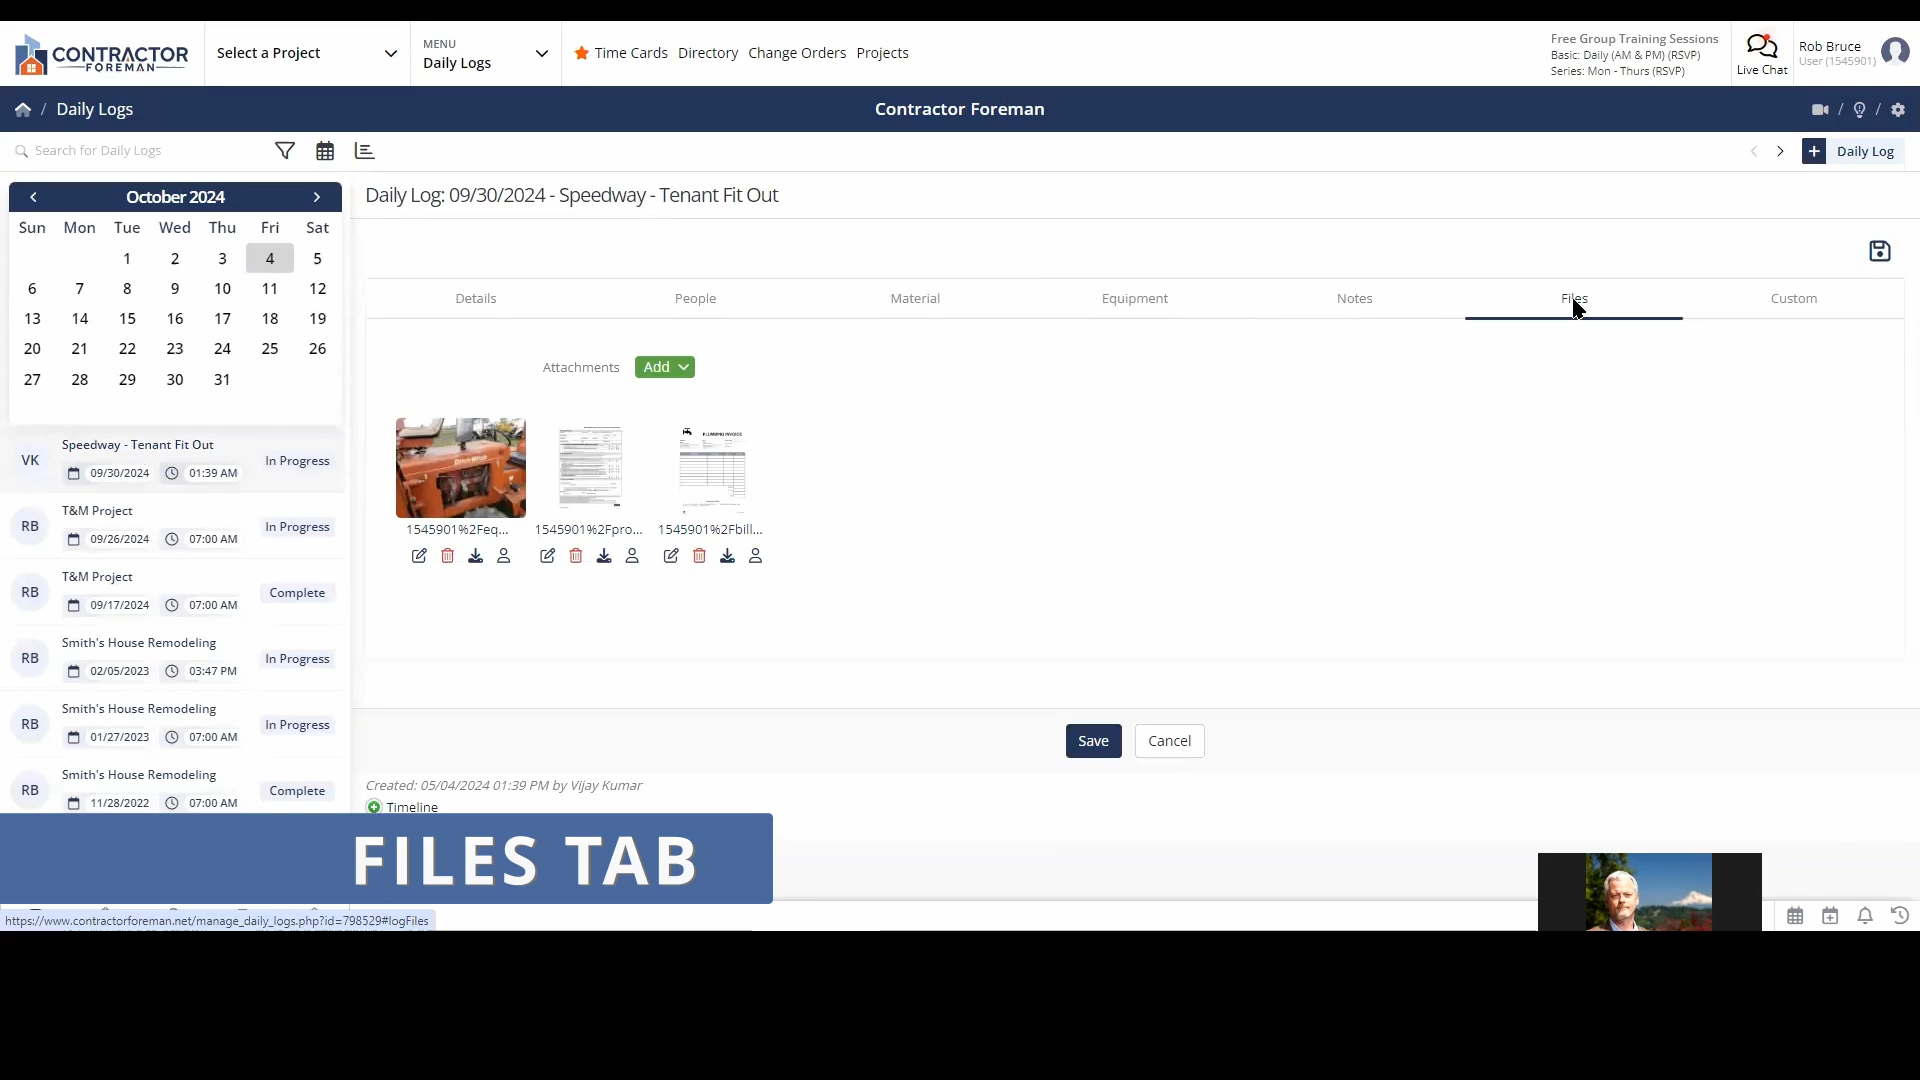 CONTRACTOR
FOREMAN
Select a Project
MENU
Daily Logs
Time Cards Directory Change Orders Projects
Free Group Training Sessions
Basic: Daily (AM & PM) (RSVP)
Series: Mon - Thurs (RSVP)
Live Chat
Rob Bruce
User (1545901)
/ Daily Logs
Contractor Foreman
/ /
Search for Daily Logs
+ Daily Log
October 2024
Sun Mon Tue Wed Thu Fri Sat
1 2 3 4 5
6 7 8 9 10 11 12
13 14 15 16 17 18 19
20 21 22 23 24 25 26
27 28 29 30 31
Daily Log: 09/30/2024 - Speedway - Tenant Fit Out
Details People Material Equipment Notes Files Custom
Attachments Add
PLUMBING INVOICE
1545901%2Feq... 1545901%2Fpro... 1545901%2Fbill...
VK
Speedway - Tenant Fit Out
09/30/2024 01:39 AM
In Progress
RB
T&M Project
09/26/2024 07:00 AM
In Progress
RB
T&M Project
09/17/2024 07:00 AM
Complete
RB
Smith's House Remodeling
02/05/2023 03:47 PM
In Progress
RB
Smith's House Remodeling
01/27/2023 07:00 AM
In Progress
RB
Smith's House Remodeling
11/28/2022 07:00 AM
Complete
Save Cancel
Created: 05/04/2024 01:39 PM by Vijay Kumar
Timeline
FILES TAB
https://www.contractorforeman.net/manage_daily_logs.php?id=798529#logFiles